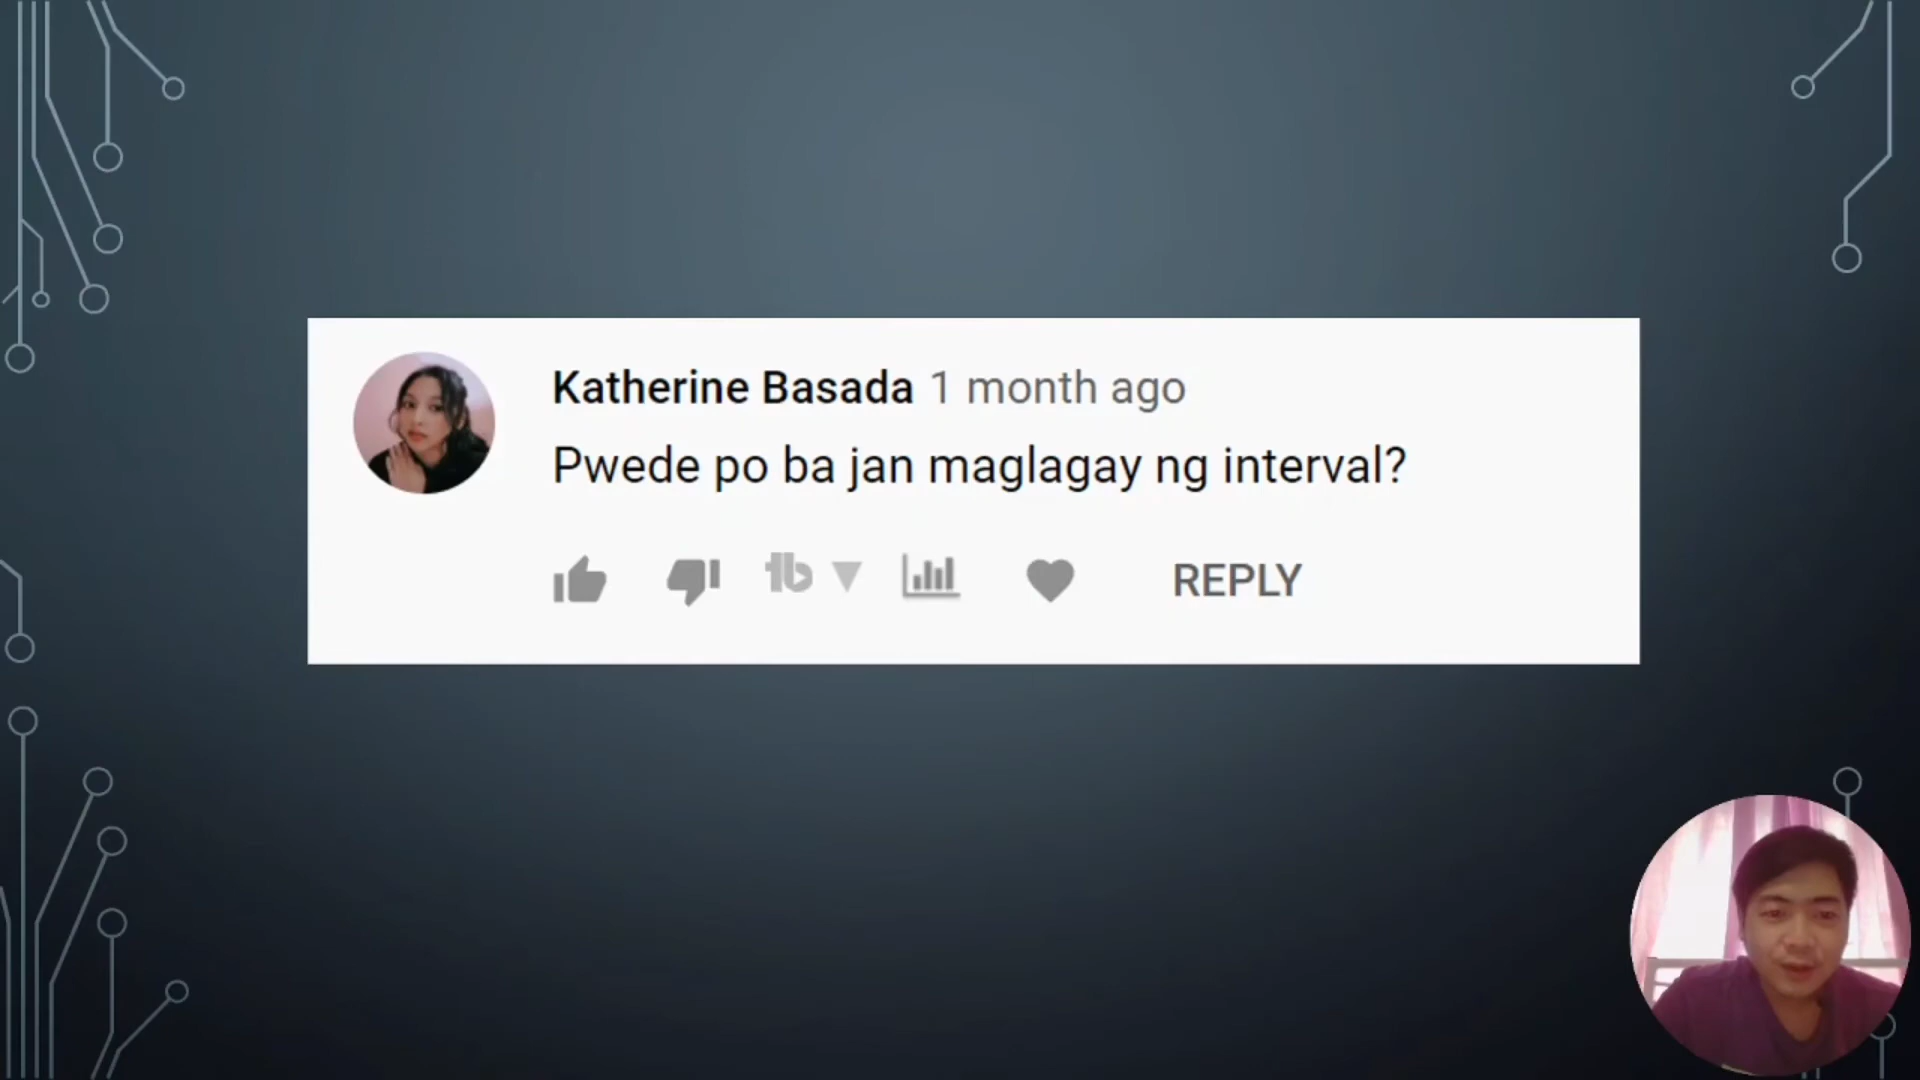 Katherine Basada 1 month ago
Pwede po ba jan maglagay ng interval?
REPLY